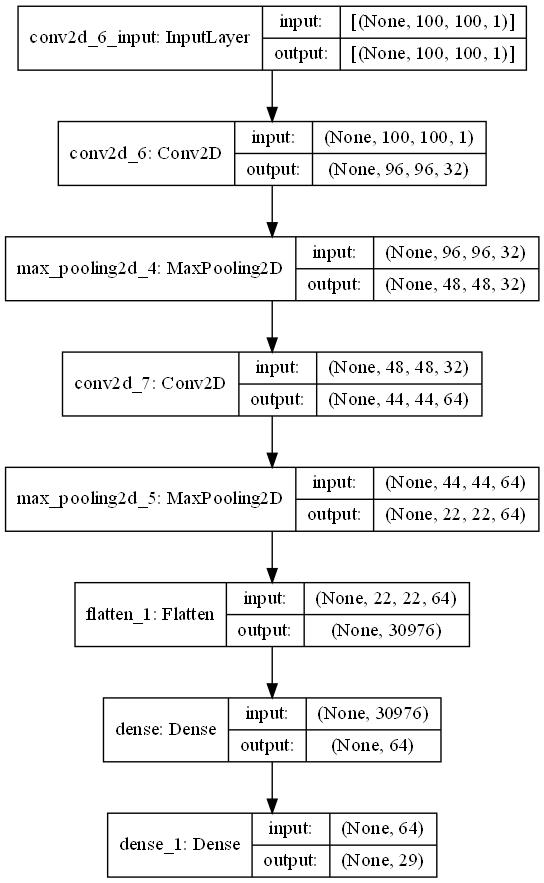 conv2d_6_input: InputLayer
input:
[(None, 100, 100, 1)]
output:
[(None, 100, 100, 1)]
conv2d_6: Conv2D
input:
(None, 100, 100, 1)
output:
(None, 96, 96, 32)
max_pooling2d_4: MaxPooling2D
input:
(None, 96, 96, 32)
output:
(None, 48, 48, 32)
conv2d_7: Conv2D
input:
(None, 48, 48, 32)
output:
(None, 44, 44, 64)
max_pooling2d_5: MaxPooling2D
input:
(None, 44, 44, 64)
output:
(None, 22, 22, 64)
flatten_1: Flatten
input:
(None, 22, 22, 64)
output:
(None, 30976)
dense: Dense
input:
(None, 30976)
output:
(None, 64)
dense_1: Dense
input:
(None, 64)
output:
(None, 29)